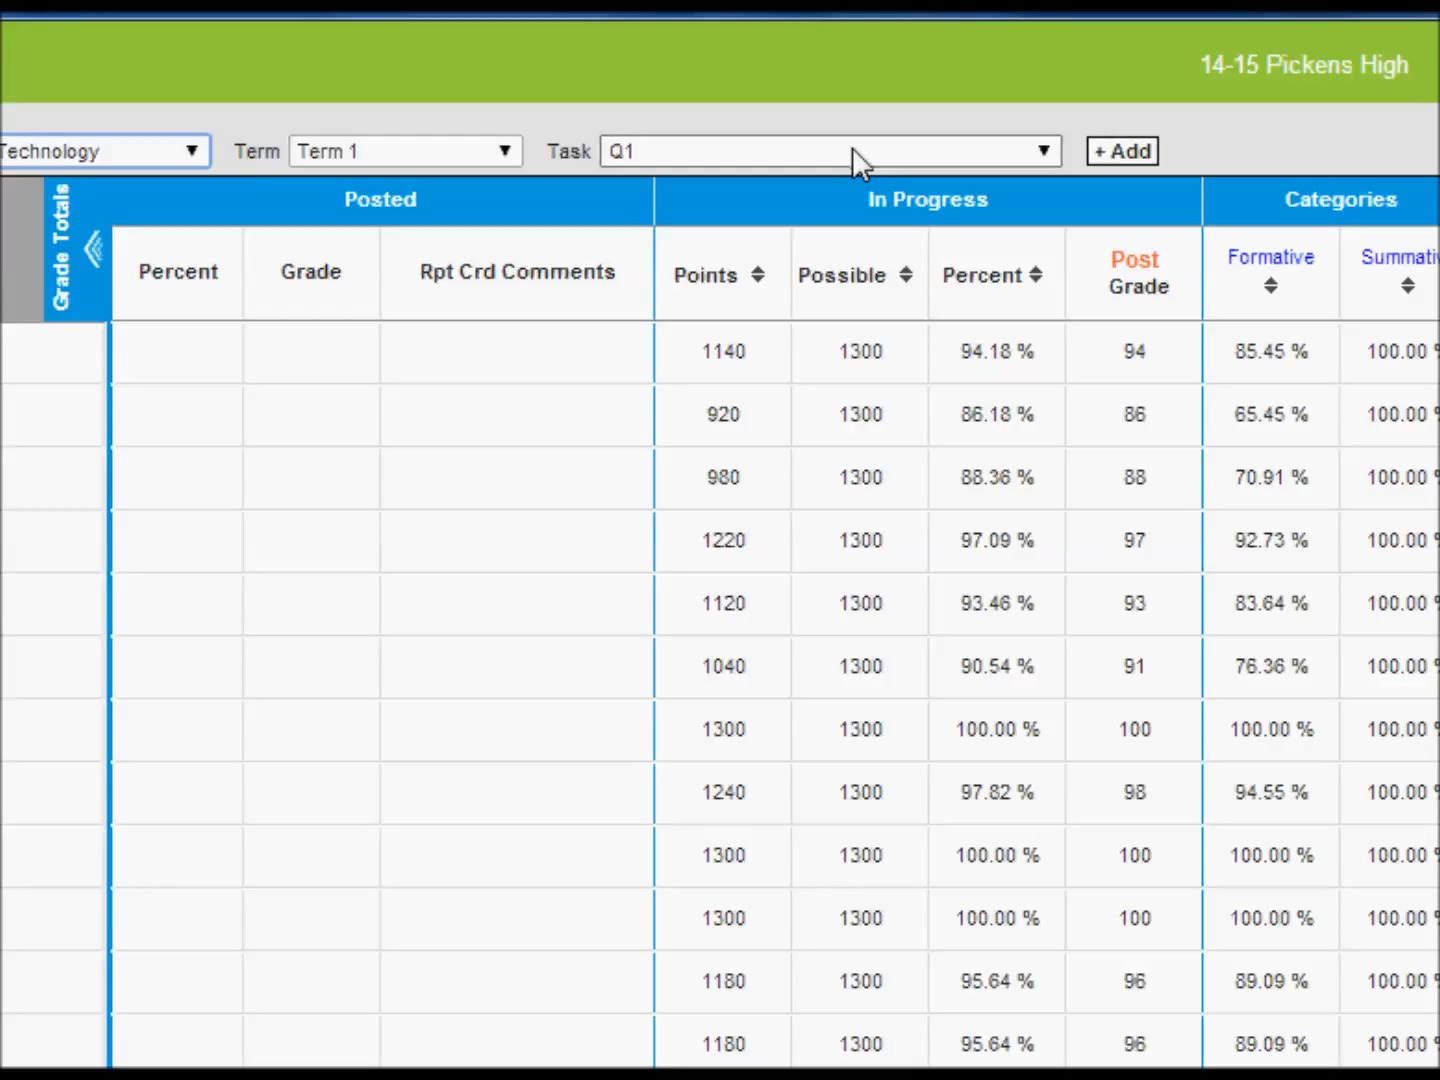 14-15 Pickens High
Technology Term Term 1 Task Q1 + Add
Grade Totals
Posted In Progress Categories
Percent Grade Rpt Crd Comments Points Possible Percent Post Grade Formative Summati
1140 1300 94.18 % 94 85.45 % 100.00 %
920 1300 86.18 % 86 65.45 % 100.00 %
980 1300 88.36 % 88 70.91 % 100.00 %
1220 1300 97.09 % 97 92.73 % 100.00 %
1120 1300 93.46 % 93 83.64 % 100.00 %
1040 1300 90.54 % 91 76.36 % 100.00 %
1300 1300 100.00 % 100 100.00 % 100.00 %
1240 1300 97.82 % 98 94.55 % 100.00 %
1300 1300 100.00 % 100 100.00 % 100.00 %
1300 1300 100.00 % 100 100.00 % 100.00 %
1180 1300 95.64 % 96 89.09 % 100.00 %
1180 1300 95.64 % 96 89.09 % 100.00 %